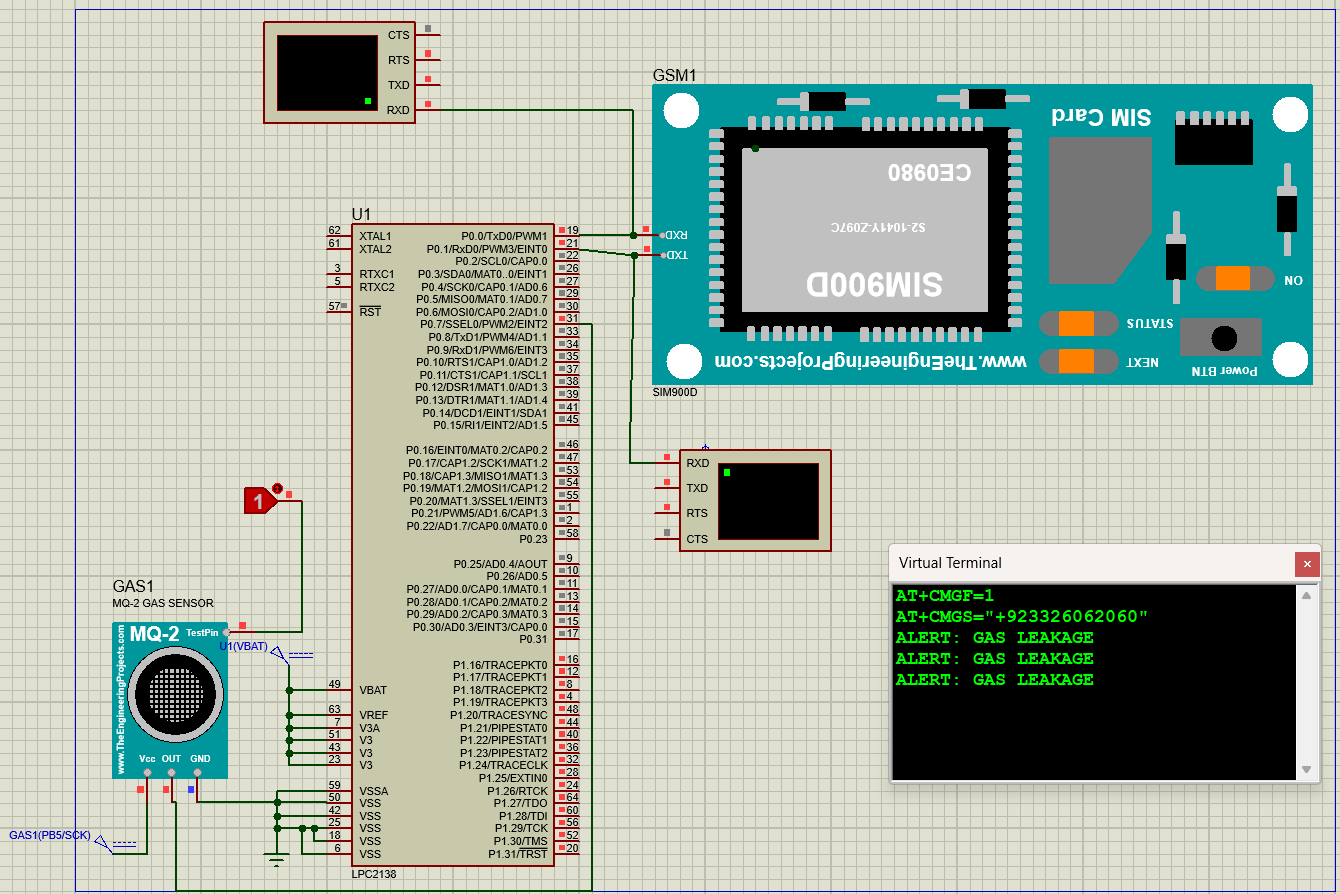 CTS
RTS
TXD
RXD
GSM1
SIM Card
CE0980
S2-1041Y-Z097C
SIM900D
RXD
TXD
ON
STATUS
NEXT
Power BTN
www.TheEngineeringProjects.com
SIM900D
U1
62 XTAL1
61 XTAL2
3 RTXC1
5 RTXC2
57 RST
P0.0/TxD0/PWM1 19
P0.1/RxD0/PWM3/EINT0 21
P0.2/SCL0/CAP0.0 22
P0.3/SDA0/MAT0..0/EINT1 26
P0.4/SCK0/CAP0.1/AD0.6 27
P0.5/MISO0/MAT0.1/AD0.7 29
P0.6/MOSI0/CAP0.2/AD1.0 30
P0.7/SSEL0/PWM2/EINT2 31
P0.8/TxD1/PWM4/AD1.1 33
P0.9/RxD1/PWM6/EINT3 34
P0.10/RTS1/CAP1.0/AD1.2 35
P0.11/CTS1/CAP1.1/SCL1 37
P0.12/DSR1/MAT1.0/AD1.3 38
P0.13/DTR1/MAT1.1/AD1.4 39
P0.14/DCD1/EINT1/SDA1 41
P0.15/RI1/EINT2/AD1.5 45
P0.16/EINT0/MAT0.2/CAP0.2 46
P0.17/CAP1.2/SCK1/MAT1.2 47
P0.18/CAP1.3/MISO1/MAT1.3 53
P0.19/MAT1.2/MOSI1/CAP1.2 54
P0.20/MAT1.3/SSEL1/EINT3 55
P0.21/PWM5/AD1.6/CAP1.3 1
P0.22/AD1.7/CAP0.0/MAT0.0 2
P0.23 58
P0.25/AD0.4/AOUT 9
P0.26/AD0.5 10
P0.27/AD0.0/CAP0.1/MAT0.1 11
P0.28/AD0.1/CAP0.2/MAT0.2 13
P0.29/AD0.2/CAP0.3/MAT0.3 14
P0.30/AD0.3/EINT3/CAP0.0 15
P0.31 17
P1.16/TRACEPKT0 16
P1.17/TRACEPKT1 12
P1.18/TRACEPKT2 8
P1.19/TRACEPKT3 4
P1.20/TRACESYNC 48
P1.21/PIPESTAT0 44
P1.22/PIPESTAT1 40
P1.23/PIPESTAT2 36
P1.24/TRACECLK 32
P1.25/EXTIN0 28
P1.26/RTCK 24
P1.27/TDO 64
P1.28/TDI 60
P1.29/TCK 56
P1.30/TMS 52
P1.31/TRST 20
49 VBAT
63 VREF
7 V3A
51 V3
43 V3
23 V3
59 VSSA
50 VSS
42 VSS
25 VSS
18 VSS
6 VSS
LPC2138
1
GAS1
MQ-2 GAS SENSOR
MQ-2 TestPin
www.TheEngineeringProjects.com
Vcc OUT GND
U1(VBAT)
GAS1(PB5/SCK)
RXD
TXD
RTS
CTS
Virtual Terminal
AT+CMGF=1
AT+CMGS="+923326062060"
ALERT: GAS LEAKAGE
ALERT: GAS LEAKAGE
ALERT: GAS LEAKAGE